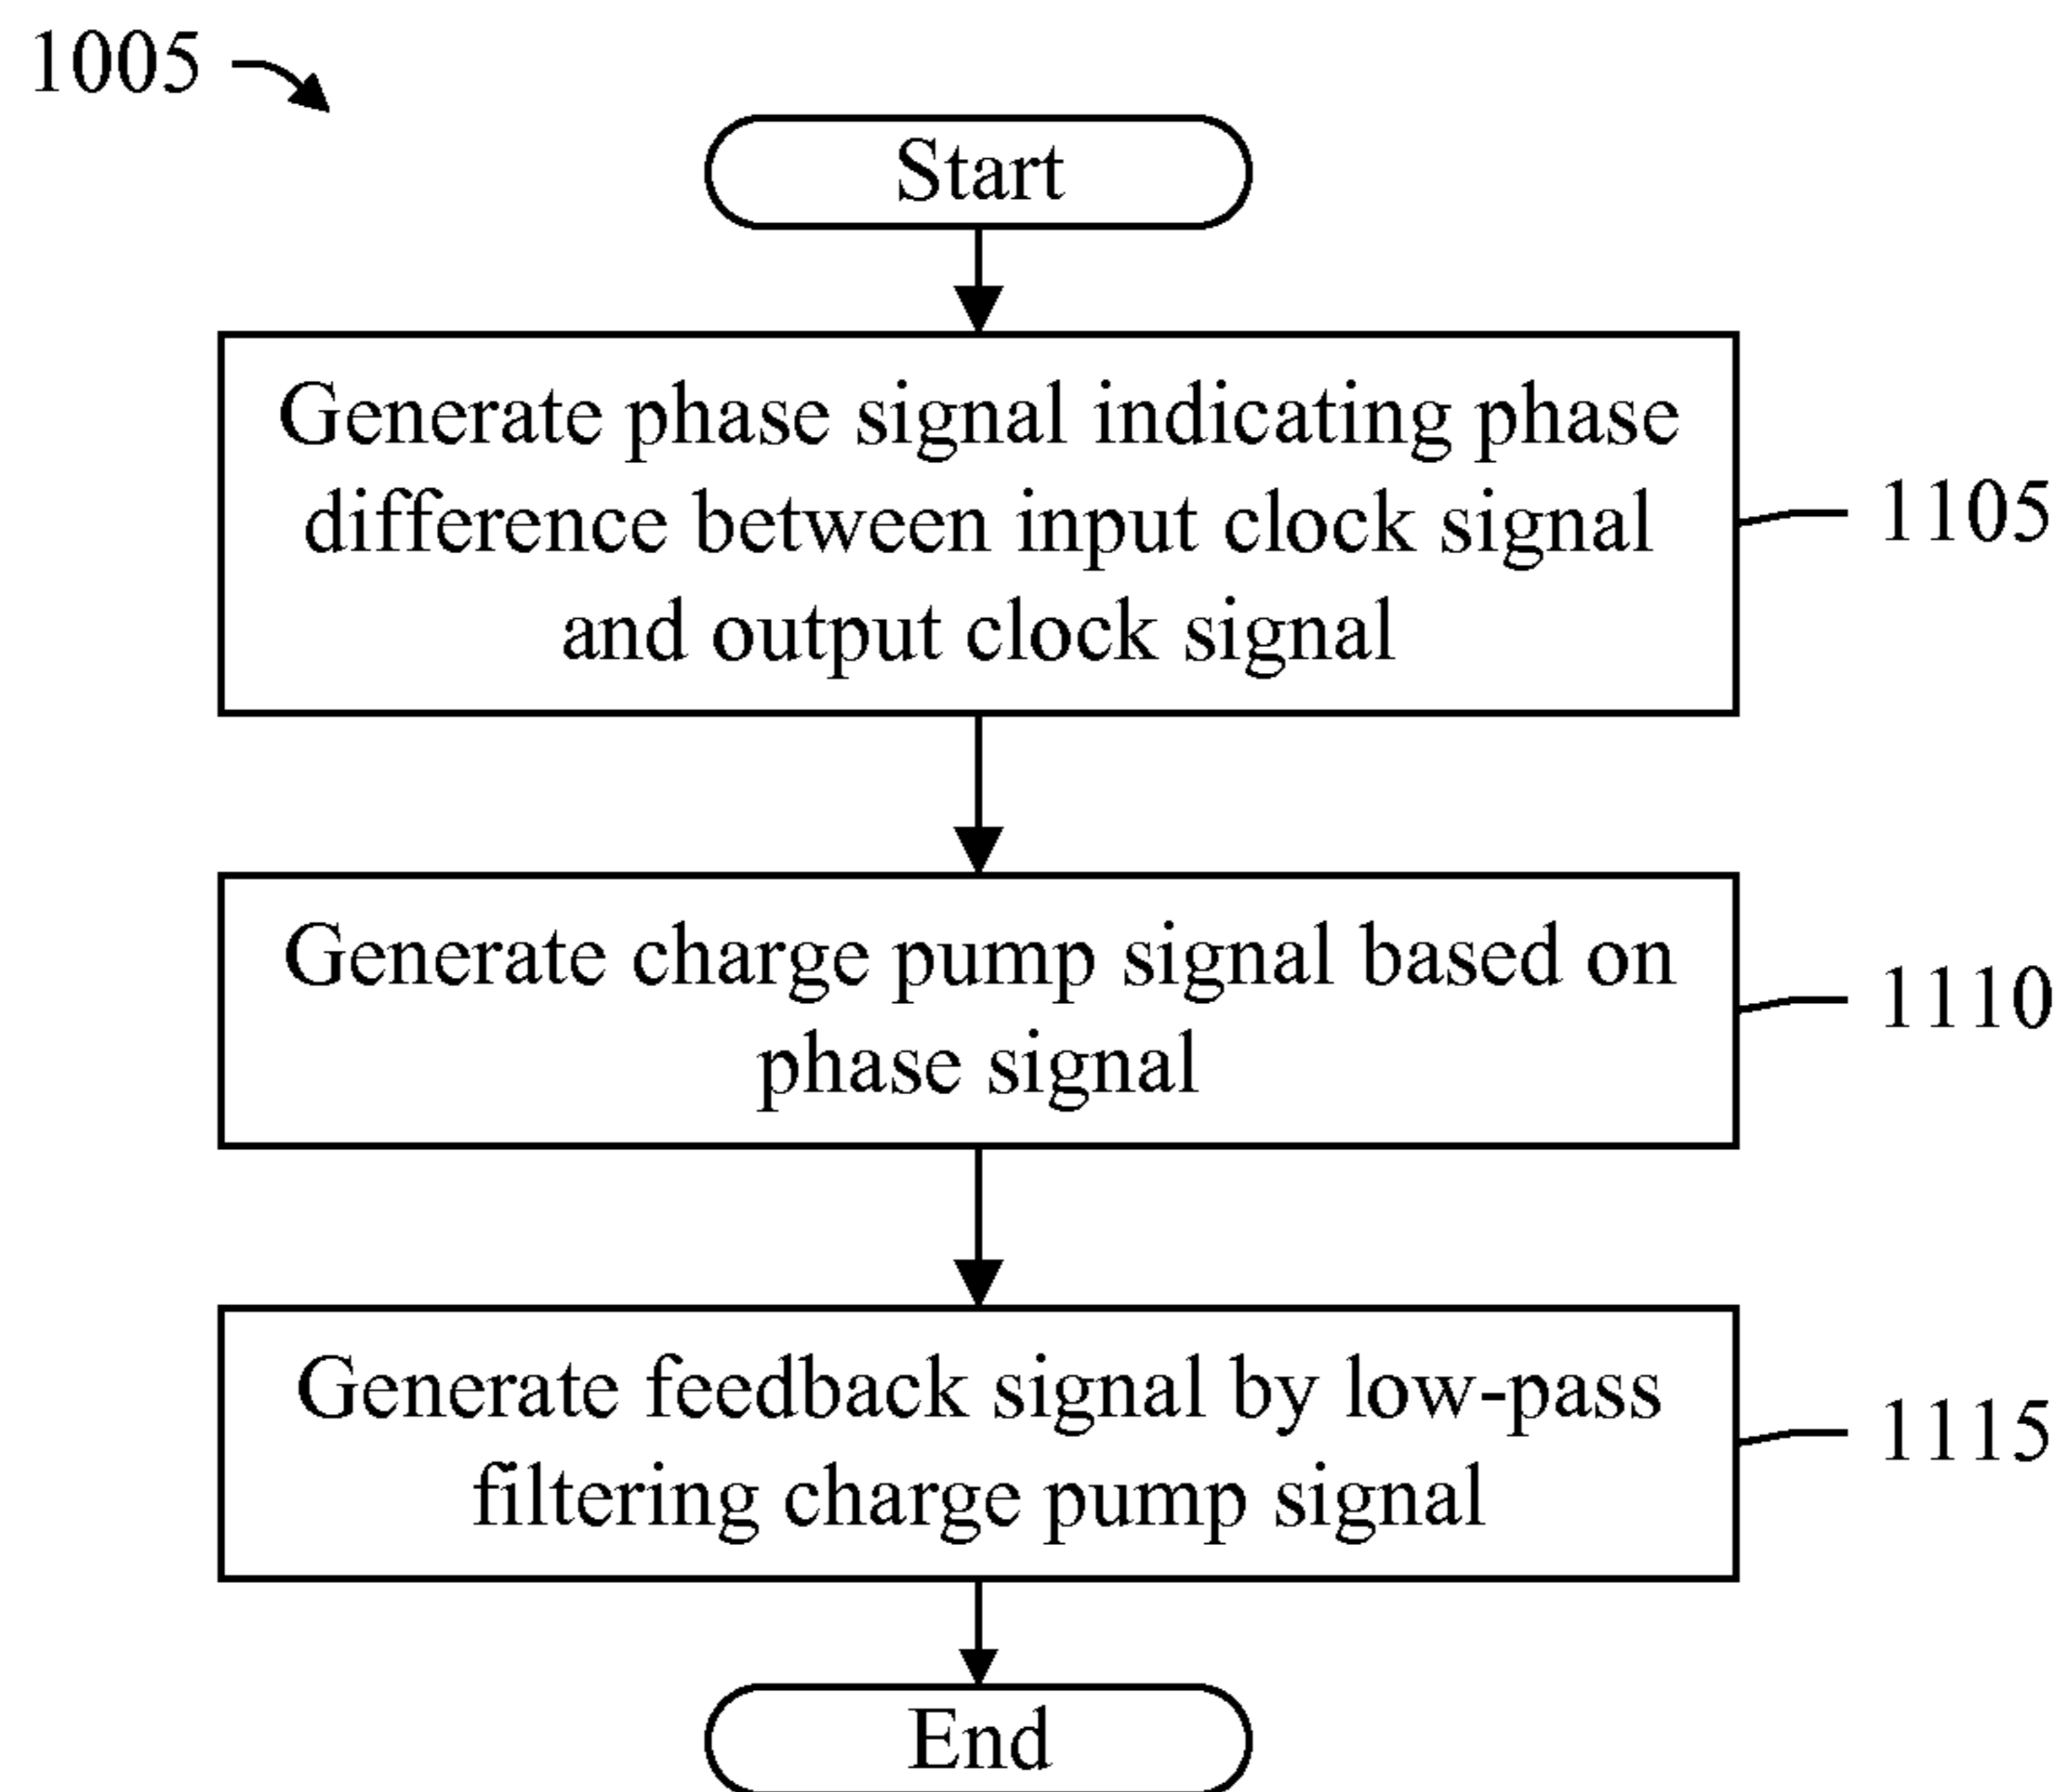 1005
Start
Generate phase signal indicating phase
difference between input clock signal
and output clock signal
1105
Generate charge pump signal based on
phase signal
1110
Generate feedback signal by low-pass
filtering charge pump signal
1115
End